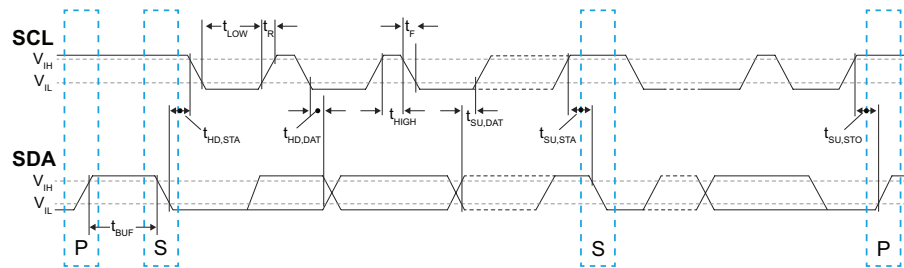 t_LOW t_R t_F
SCL
V_IH
V_IL
t_HD,STA t_HD,DAT t_HIGH t_SU,DAT t_SU,STA t_SU,STO
SDA
V_IH
V_IL
t_BUF
P S S P